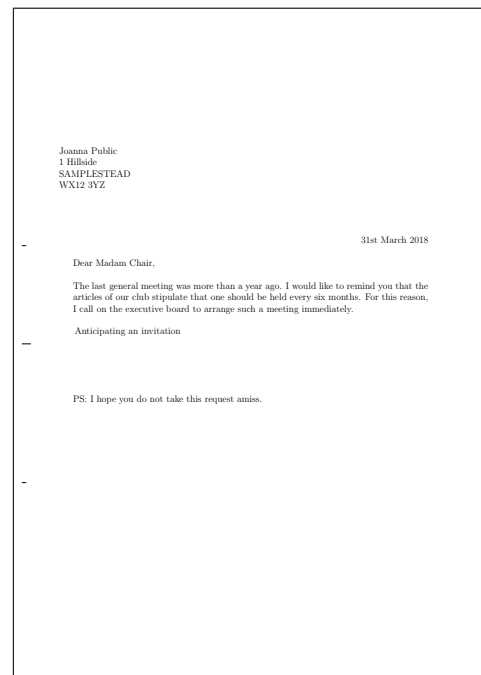 Joanna Public
1 Hillside
SAMPLESTEAD
WX12 3YZ
31st March 2018
Dear Madam Chair,
The last general meeting was more than a year ago. I would like to remind you that the
articles of our club stipulate that one should be held every six months. For this reason,
I call on the executive board to arrange such a meeting immediately.
Anticipating an invitation
PS: I hope you do not take this request amiss.